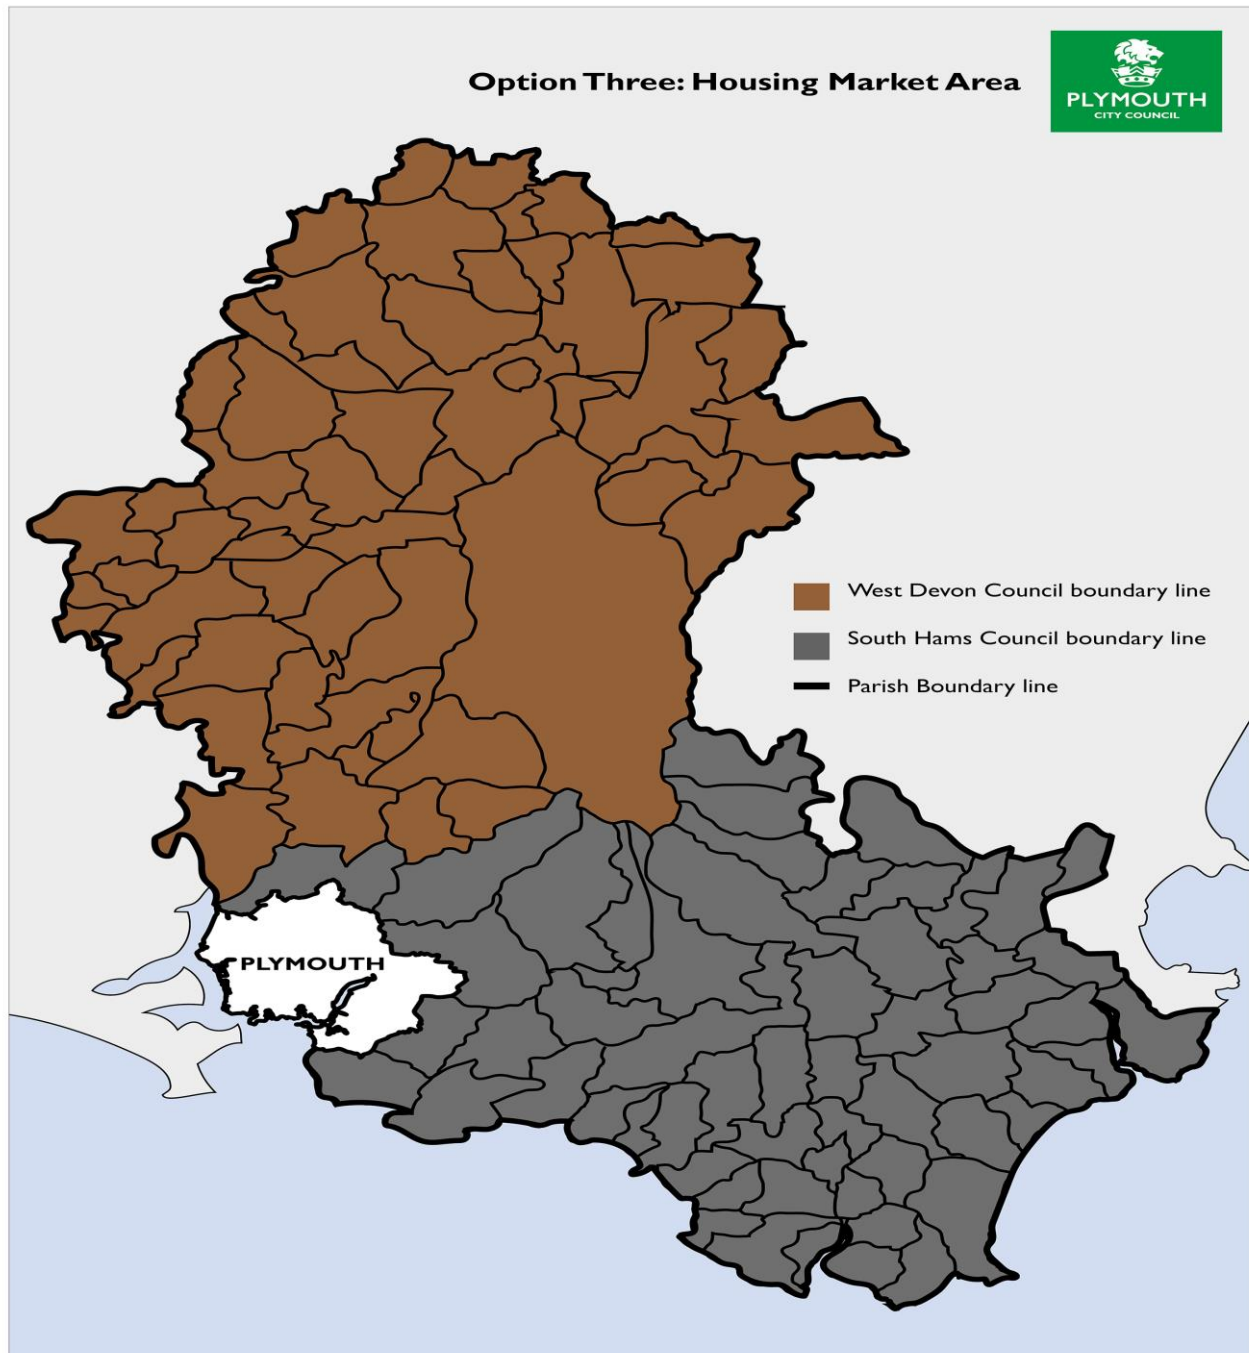 Option Three: Housing Market Area
PLYMOUTH
CITY COUNCIL
West Devon Council boundary line
South Hams Council boundary line
Parish Boundary line
PLYMOUTH